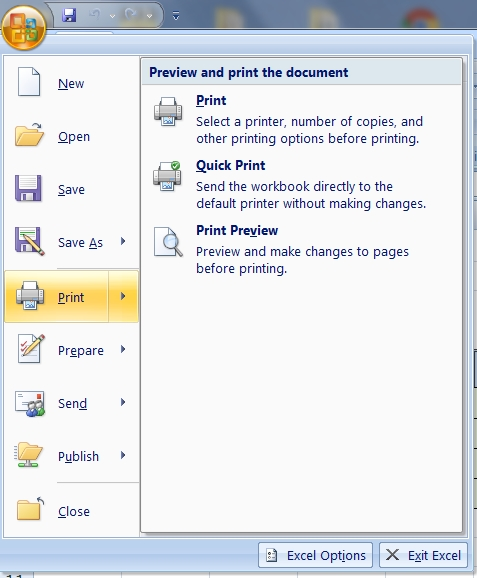 New
Open
Save
Save As
Print
Prepare
Send
Publish
Close
Preview and print the document
Print
Select a printer, number of copies, and
other printing options before printing.
Quick Print
Send the workbook directly to the
default printer without making changes.
Print Preview
Preview and make changes to pages
before printing.
Excel Options
Exit Excel